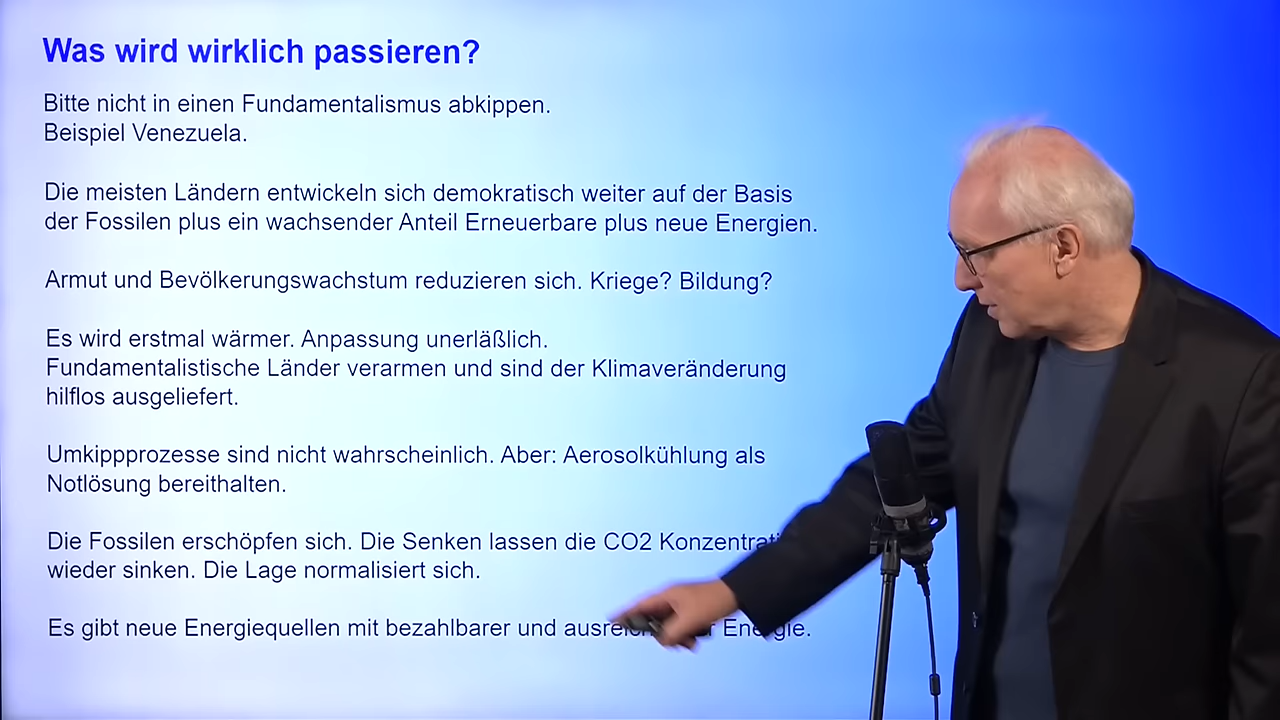 Was wird wirklich passieren?
Bitte nicht in einen Fundamentalismus abkippen.
Beispiel Venezuela.
Die meisten Ländern entwickeln sich demokratisch weiter auf der Basis
der Fossilen plus ein wachsender Anteil Erneuerbare plus neue Energien.
Armut und Bevölkerungswachstum reduzieren sich. Kriege? Bildung?
Es wird erstmal wärmer. Anpassung unerläßlich.
Fundamentalistische Länder verarmen und sind der Klimaveränderung
hilflos ausgeliefert.
Umkippprozesse sind nicht wahrscheinlich. Aber: Aerosolkühlung als
Notlösung bereithalten.
Die Fossilen erschöpfen sich. Die Senken lassen die CO2
wieder sinken. Die Lage normalisiert sich.
Es gibt neue Energiequellen mit bezahlbarer und